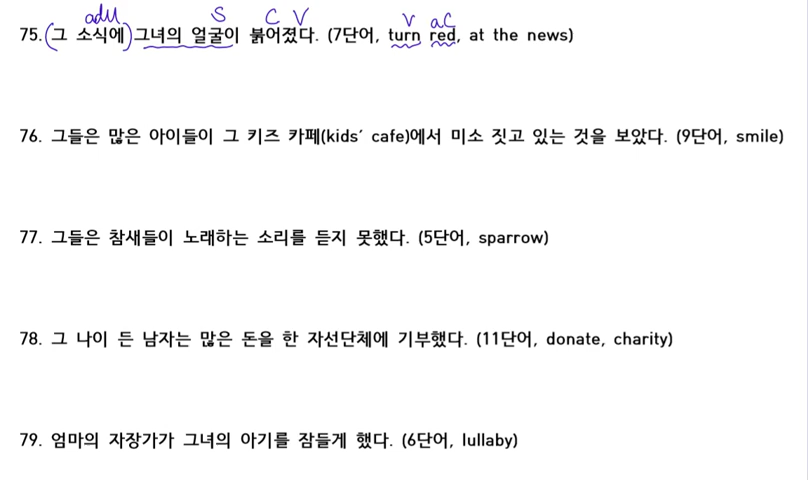 adv S C V V aC
75. (그 소식에) 그녀의 얼굴이 붉어졌다. (7단어, turn red, at the news)
76. 그들은 많은 아이들이 그 키즈 카페(kids' cafe)에서 미소 짓고 있는 것을 보았다. (9단어, smile)
77. 그들은 참새들이 노래하는 소리를 듣지 못했다. (5단어, sparrow)
78. 그 나이 든 남자는 많은 돈을 한 자선단체에 기부했다. (11단어, donate, charity)
79. 엄마의 자장가가 그녀의 아기를 잠들게 했다. (6단어, lullaby)